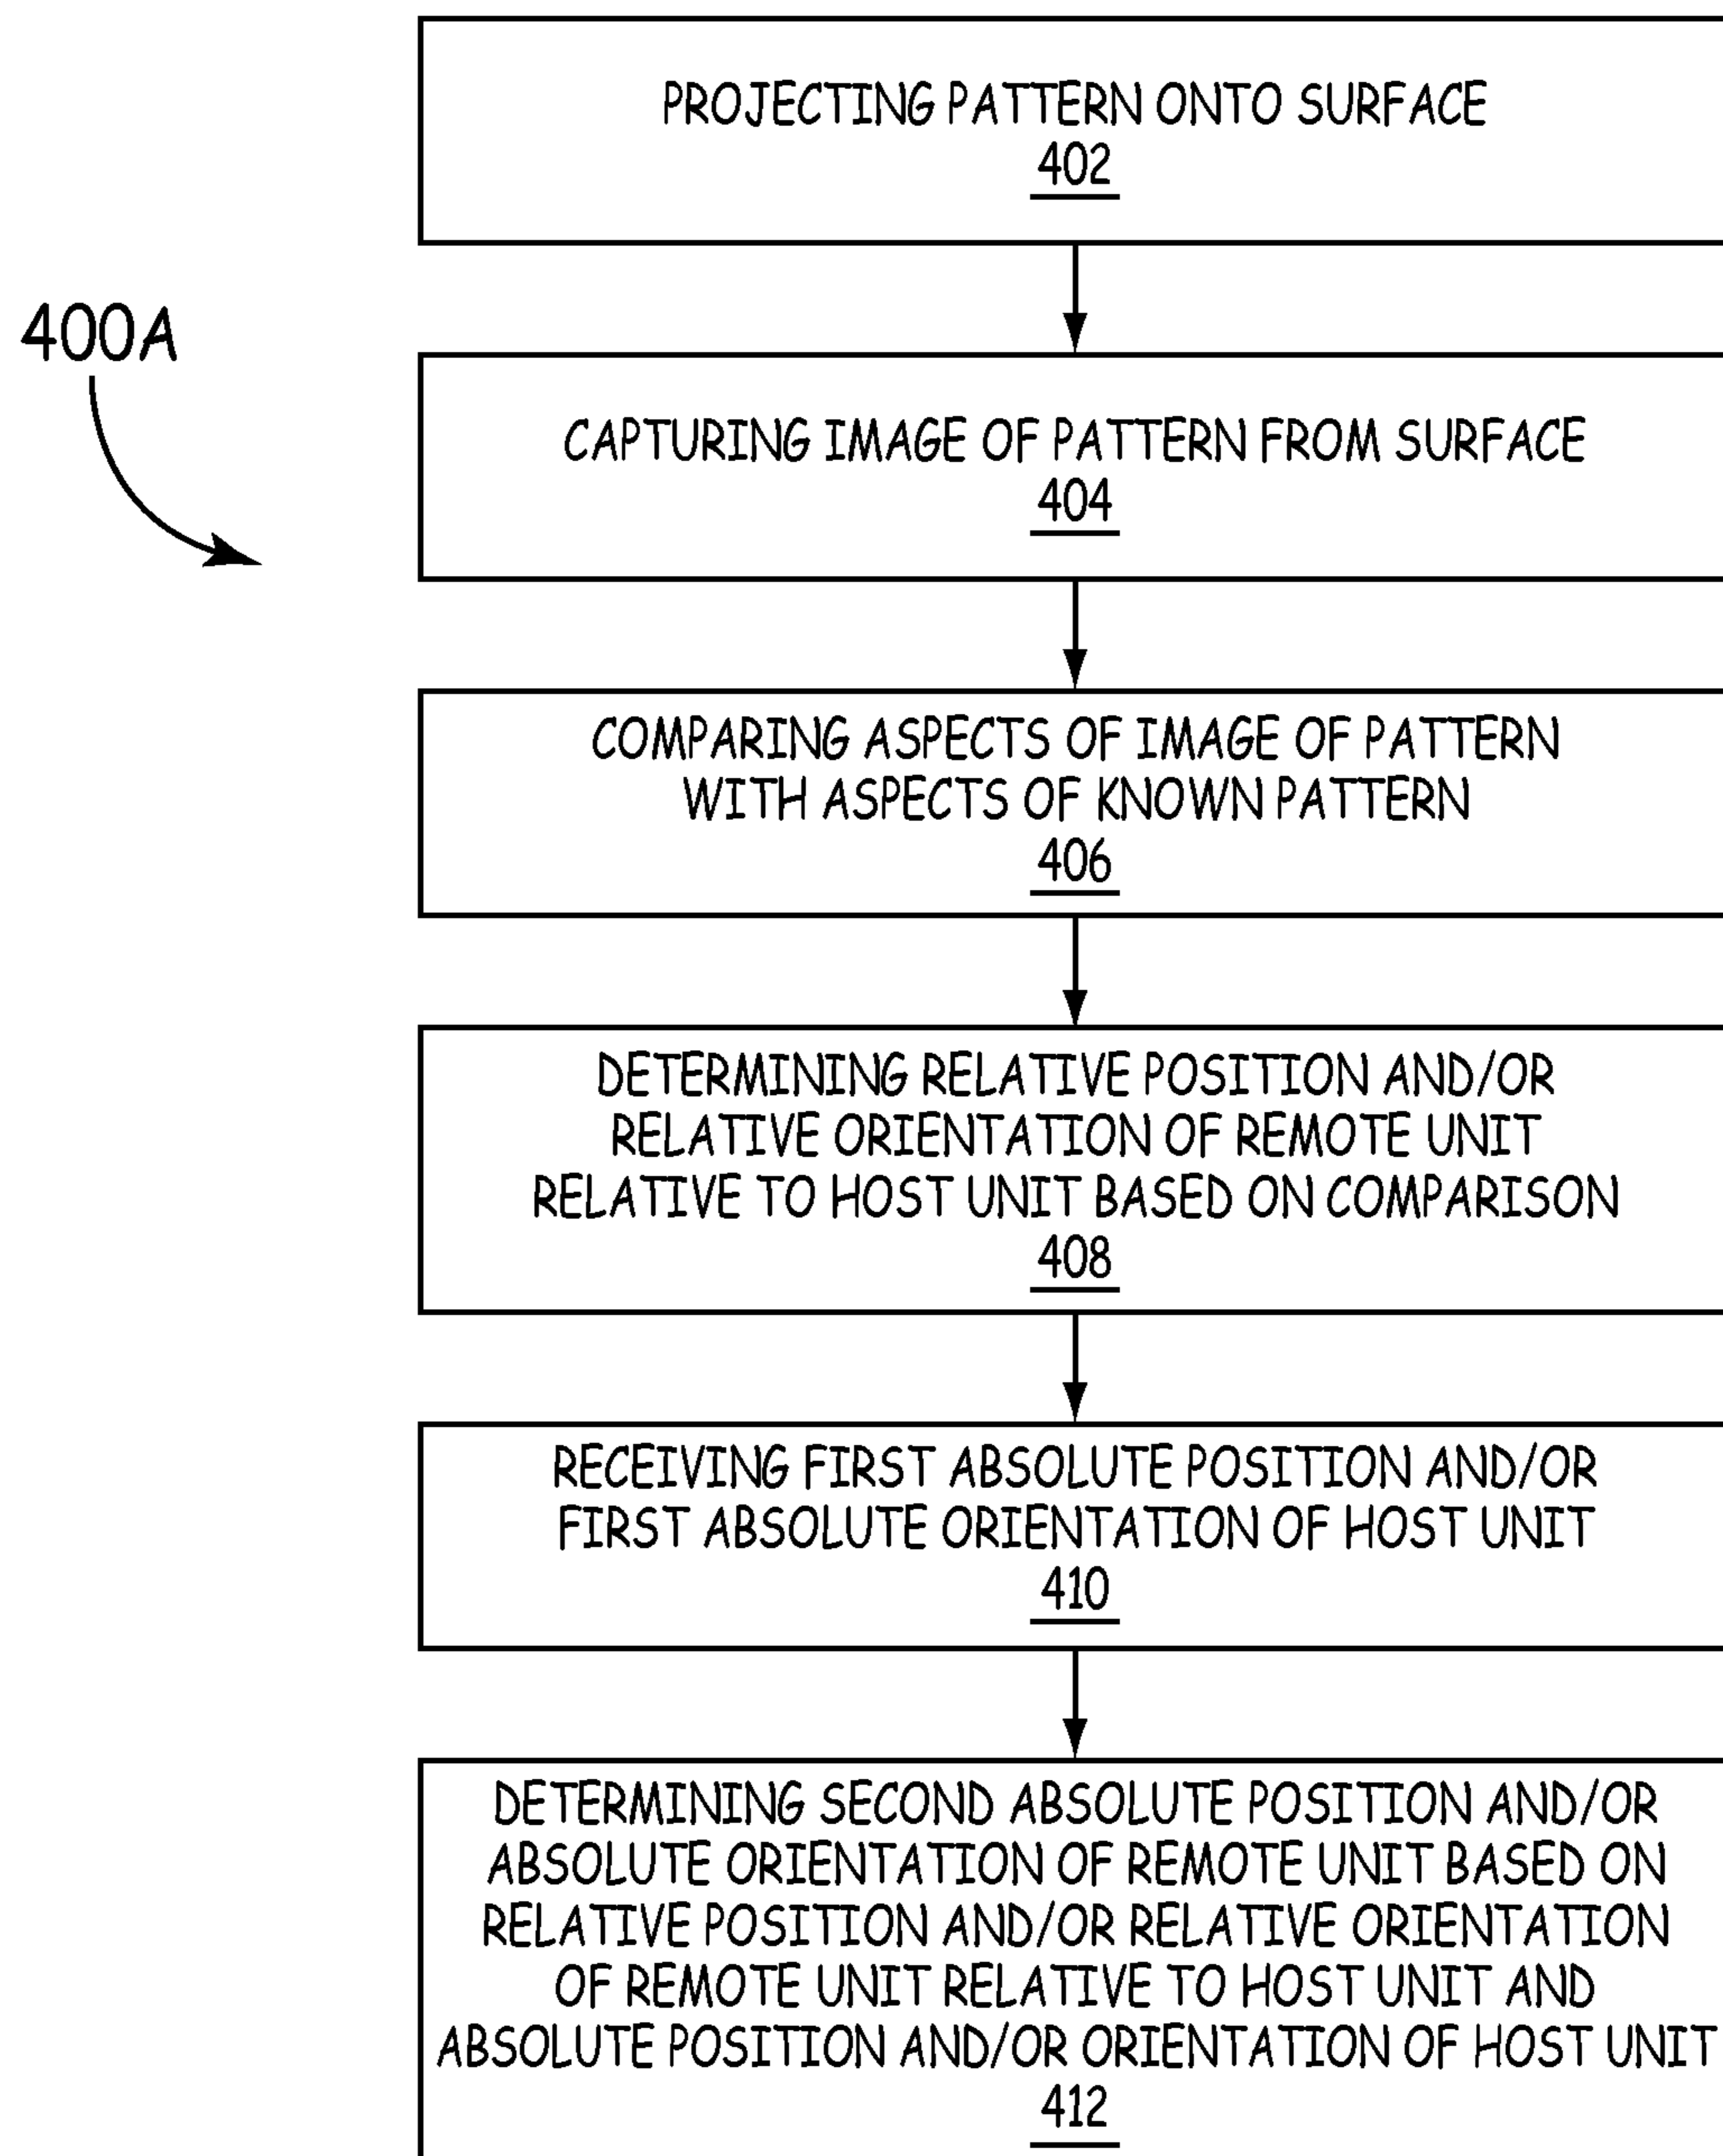 PROJECTING PATTERN ONTO SURFACE
402
400A
CAPTURING IMAGE OF PATTERN FROM SURFACE
404
COMPARING ASPECTS OF IMAGE OF PATTERN
WITH ASPECTS OF KNOWN PATTERN
406
DETERMINING RELATIVE POSITION AND/OR
RELATIVE ORIENTATION OF REMOTE UNIT
RELATIVE TO HOST UNIT BASED ON COMPARISON
408
RECEIVING FIRST ABSOLUTE POSITION AND/OR
FIRST ABSOLUTE ORIENTATION OF HOST UNIT
410
DETERMINING SECOND ABSOLUTE POSITION AND/OR
ABSOLUTE ORIENTATION OF REMOTE UNIT BASED ON
RELATIVE POSITION AND/OR RELATIVE ORIENTATION
OF REMOTE UNIT RELATIVE TO HOST UNIT AND
ABSOLUTE POSITION AND/OR ORIENTATION OF HOST UNIT
412